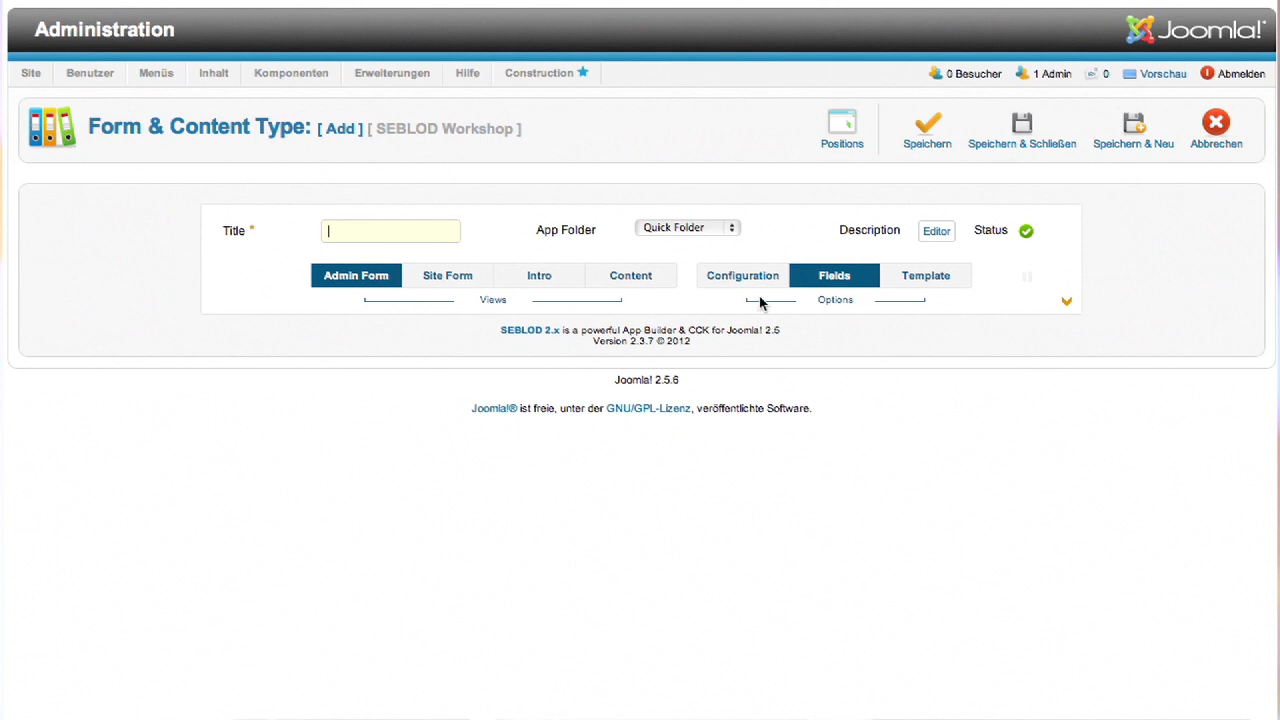 Administration
Joomla!
Site Benutzer Menüs Inhalt Komponenten Erweiterungen Hilfe Construction 0 Besucher 1 Admin 0 Vorschau Abmelden
Form & Content Type: [ Add ] [ SEBLOD Workshop ]
Positions Speichern Speichern & Schließen Speichern & Neu Abbrechen
Title * App Folder Quick Folder Description Editor Status
Admin Form Site Form Intro Content Configuration Fields Template
Views Options
SEBLOD 2.x is a powerful App Builder & CCK for Joomla! 2.5
Version 2.3.7 © 2012
Joomla! 2.5.6
Joomla!® ist freie, unter der GNU/GPL-Lizenz, veröffentlichte Software.